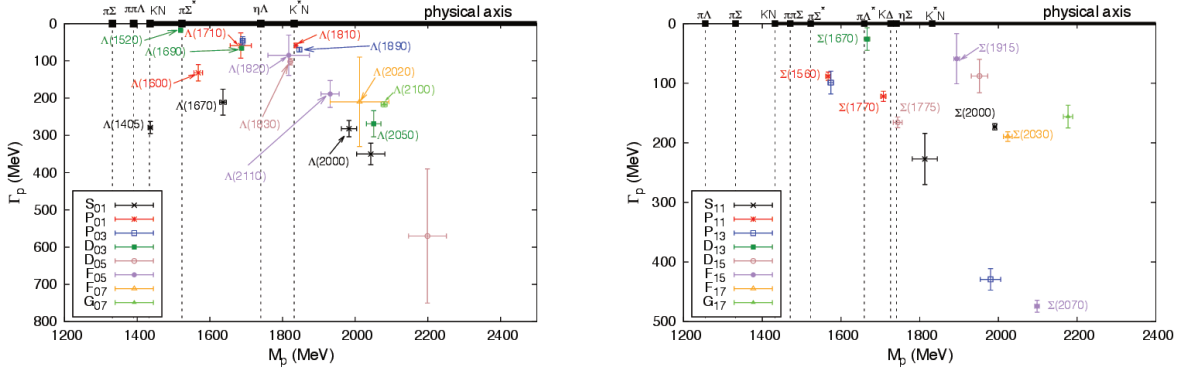 πΣ ππΛ KN πΣ* ηΛ K*N physical axis
Λ(1520)
Λ(1690)
Λ(1710)
Λ(1810)
Λ(1890)
Λ(1820)
Λ(1600)
Λ(2020)
Λ(2100)
Λ(1670)
Λ(1405)
Λ(1830)
Λ(2000)
Λ(2050)
Λ(2110)
S01
P01
P03
D03
D05
F05
F07
G07
0
100
200
300
400
500
600
700
800
Γp (MeV)
1200 1400 1600 1800 2000 2200 2400
Mp (MeV)
πΛ πΣ KN ππΣ πΣ* πΛ* KΔ ηΣ K*N physical axis
Σ(1670)
Σ(1915)
Σ(1560)
Σ(1770)
Σ(1775)
Σ(2000)
Σ(2030)
Σ(2070)
S11
P11
P13
D13
D15
F15
F17
G17
0
100
200
300
400
500
Γp (MeV)
1200 1400 1600 1800 2000 2200 2400
Mp (MeV)